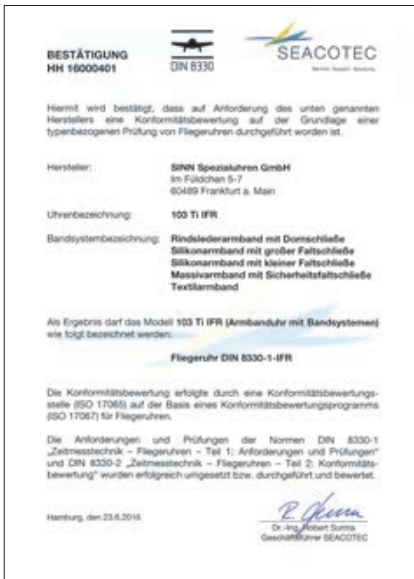 BESTÄTIGUNG
HH 16000401
DIN 8330
SEACOTEC
Hiermit wird bestätigt, dass auf Anforderung des unten genannten
Herstellers eine Konformitätsbewertung auf der Grundlage einer
typenbezogenen Prüfung von Fliegeruhren durchgeführt worden ist.
Hersteller: SINN Spezialuhren GmbH
Im Füldchen 5-7
60489 Frankfurt a. Main
Uhrenbezeichnung: 103 Ti IFR
Bandsystembezeichnung: Rindslederarmband mit Dornschließe
Silikonarmband mit großer Faltschließe
Silikonarmband mit kleiner Faltschließe
Massivarmband mit Sicherheitsfaltschließe
Textilarmband
Als Ergebnis darf das Modell 103 Ti IFR (Armbanduhr mit Bandsystemen)
wie folgt bezeichnet werden:
Fliegeruhr DIN 8330-1-IFR
Die Konformitätsbewertung erfolgte durch eine Konformitätsbewertungs-
stelle (ISO 17065) auf der Basis eines Konformitätsbewertungsprogramms
(ISO 17067) für Fliegeruhren.
Die Anforderungen und Prüfungen der Normen DIN 8330-1
„Zeitmesstechnik – Fliegeruhren – Teil 1: Anforderungen und Prüfungen“
und DIN 8330-2 „Zeitmesstechnik – Fliegeruhren – Teil 2: Konformitäts-
bewertung“ wurden erfolgreich umgesetzt bzw. durchgeführt und bewertet.
Hamburg, den 23.6.2016
Dr.-Ing. Robert Surma
Geschäftsführer SEACOTEC